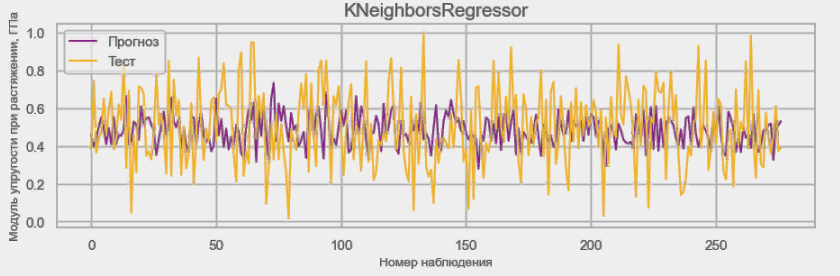 KNeighborsRegressor
Модуль упругости при растяжении, ГПа
1.0
0.8
0.6
0.4
0.2
0.0
Прогноз
Тест
0 50 100 150 200 250
Номер наблюдения